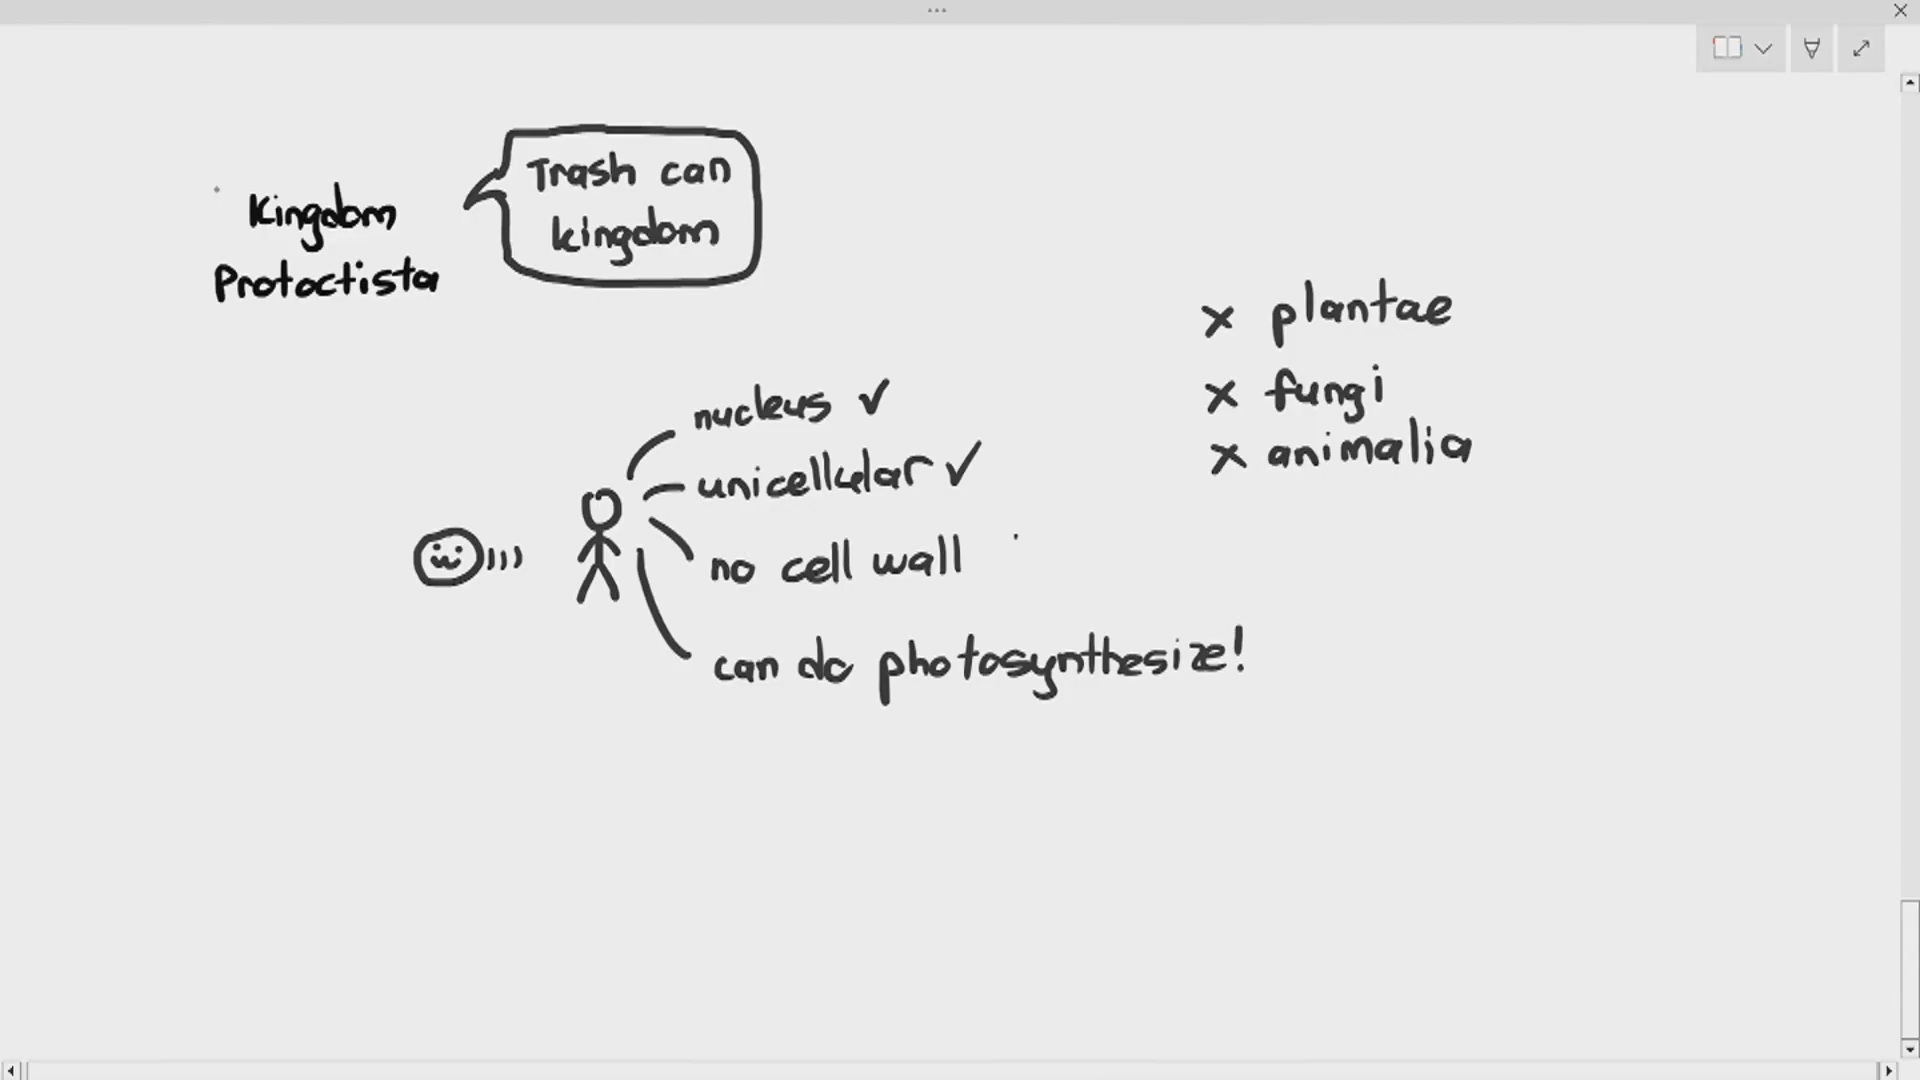 Trash can
kingdom
Kingdom
Protoctista
x plantae
x fungi
x animalia
nucleus ✓
unicellular ✓
no cell wall
can do photosynthesize!